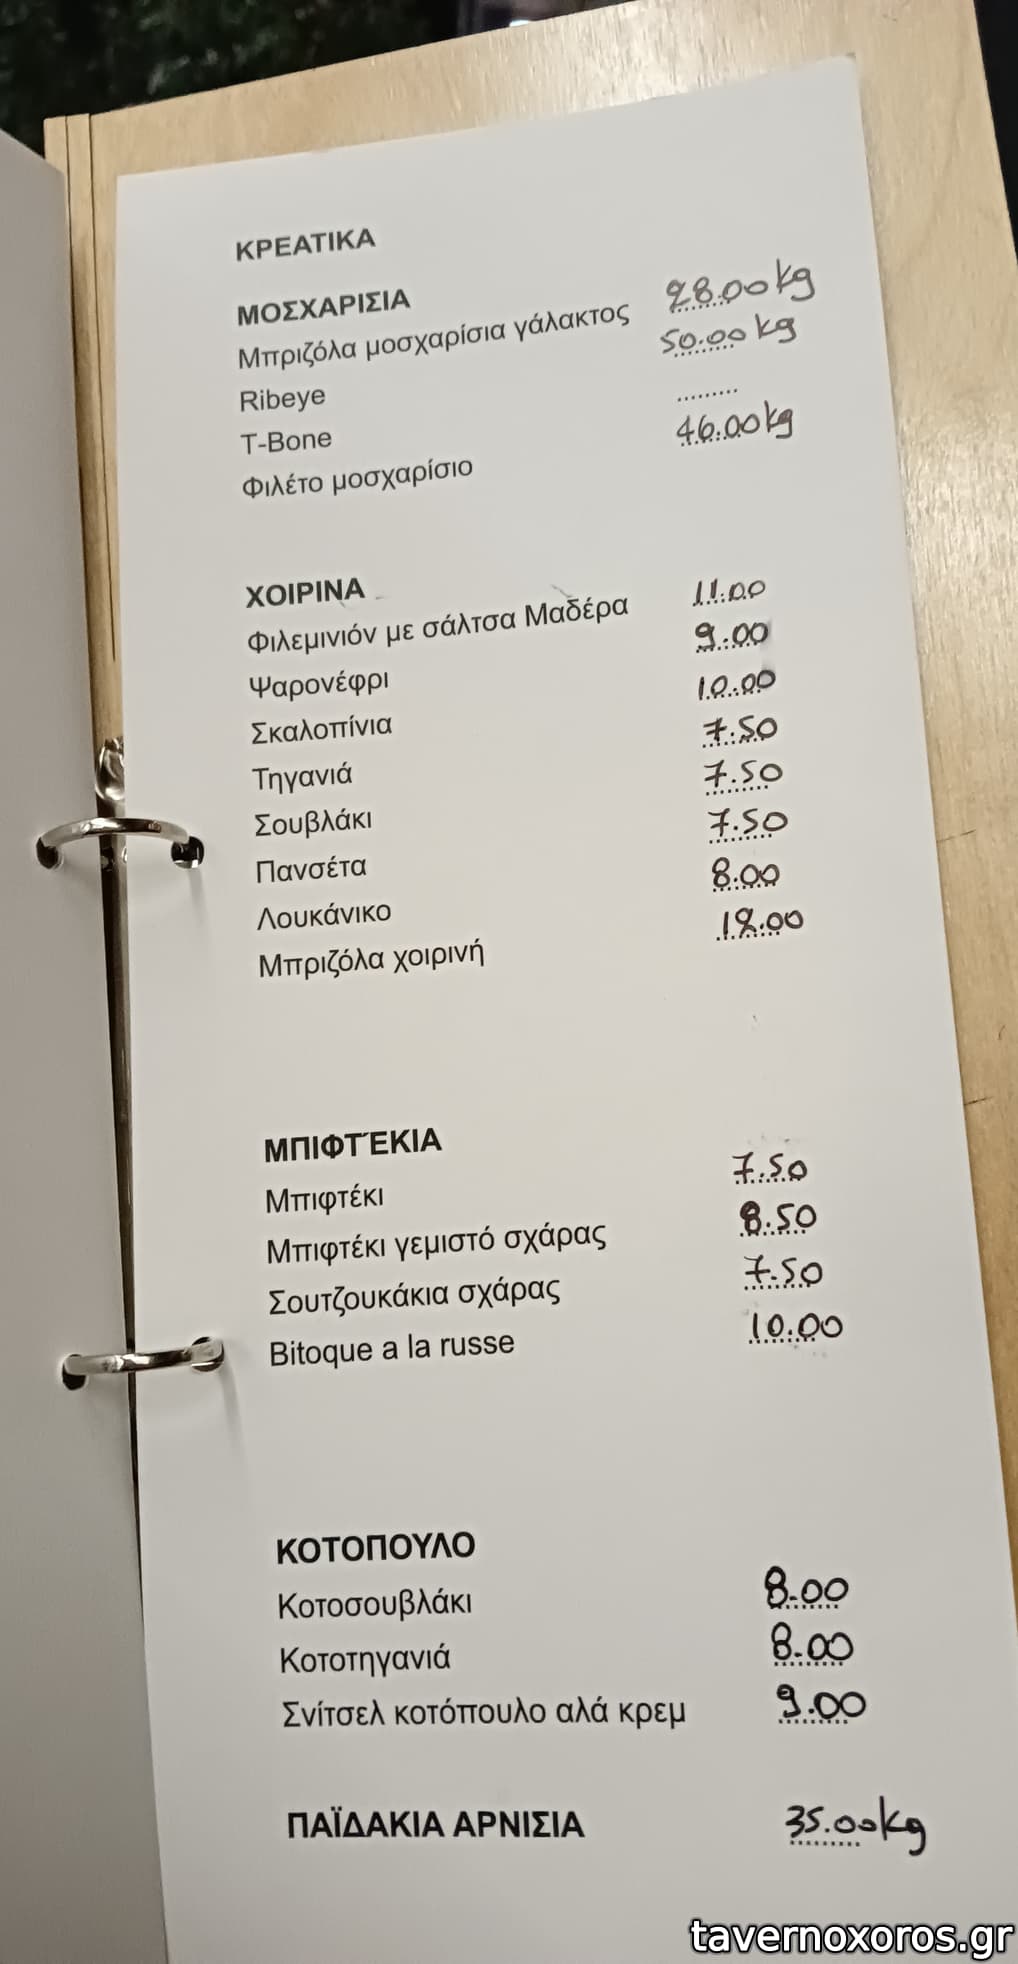 ΚΡΕΑΤΙΚΑ
ΜΟΣΧΑΡΙΣΙΑ
Μπριζόλα μοσχαρίσια γάλακτος 28.00kg
Ribeye 50.00kg
T-Bone .........
Φιλέτο μοσχαρίσιο 46.00kg
ΧΟΙΡΙΝΑ
Φιλεμινιόν με σάλτσα Μαδέρα 11.00
Ψαρονέφρι 9.00
Σκαλοπίνια 10.00
Τηγανιά 7.50
Σουβλάκι 7.50
Πανσέτα 7.50
Λουκάνικο 8.00
Μπριζόλα χοιρινή 12.00
ΜΠΙΦΤΈΚΙΑ
Μπιφτέκι 7.50
Μπιφτέκι γεμιστό σχάρας 8.50
Σουτζουκάκια σχάρας 7.50
Bitoque a la russe 10.00
ΚΟΤΟΠΟΥΛΟ
Κοτοσουβλάκι 8.00
Κοτοτηγανιά 8.00
Σνίτσελ κοτόπουλο αλά κρεμ 9.00
ΠΑΪΔΑΚΙΑ ΑΡΝΙΣΙΑ 35.00kg
tavernoxoros.gr